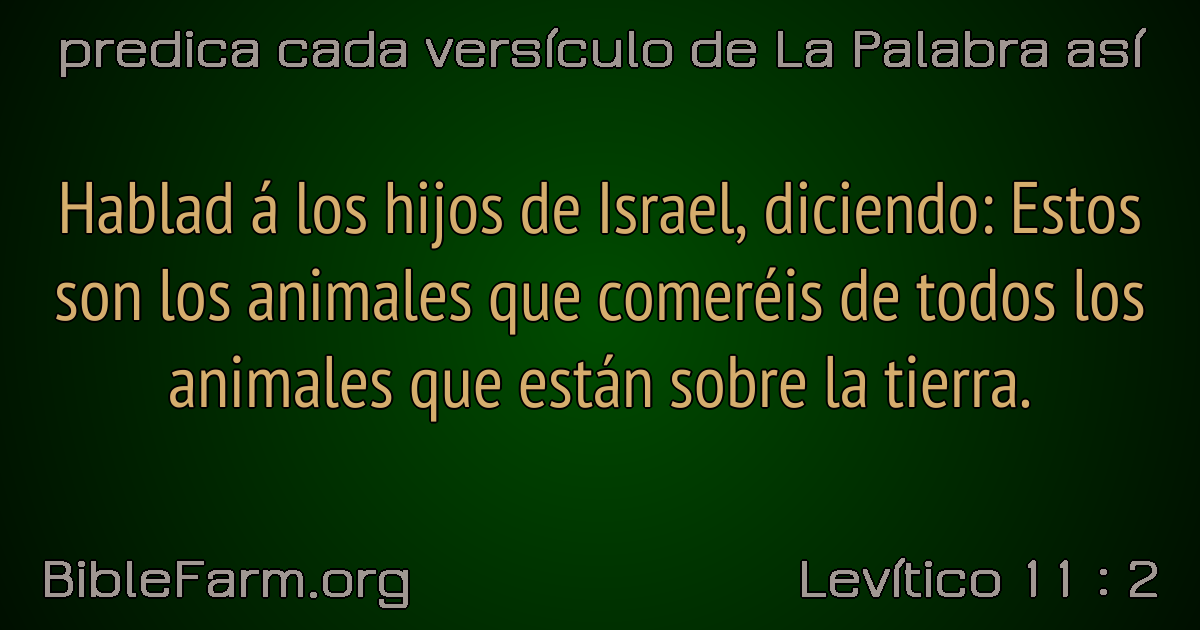 predica cada versículo de La Palabra así
Hablad á los hijos de Israel, diciendo: Estos
son los animales que comeréis de todos los
animales que están sobre la tierra.
BibleFarm.org
Levítico 11 : 2